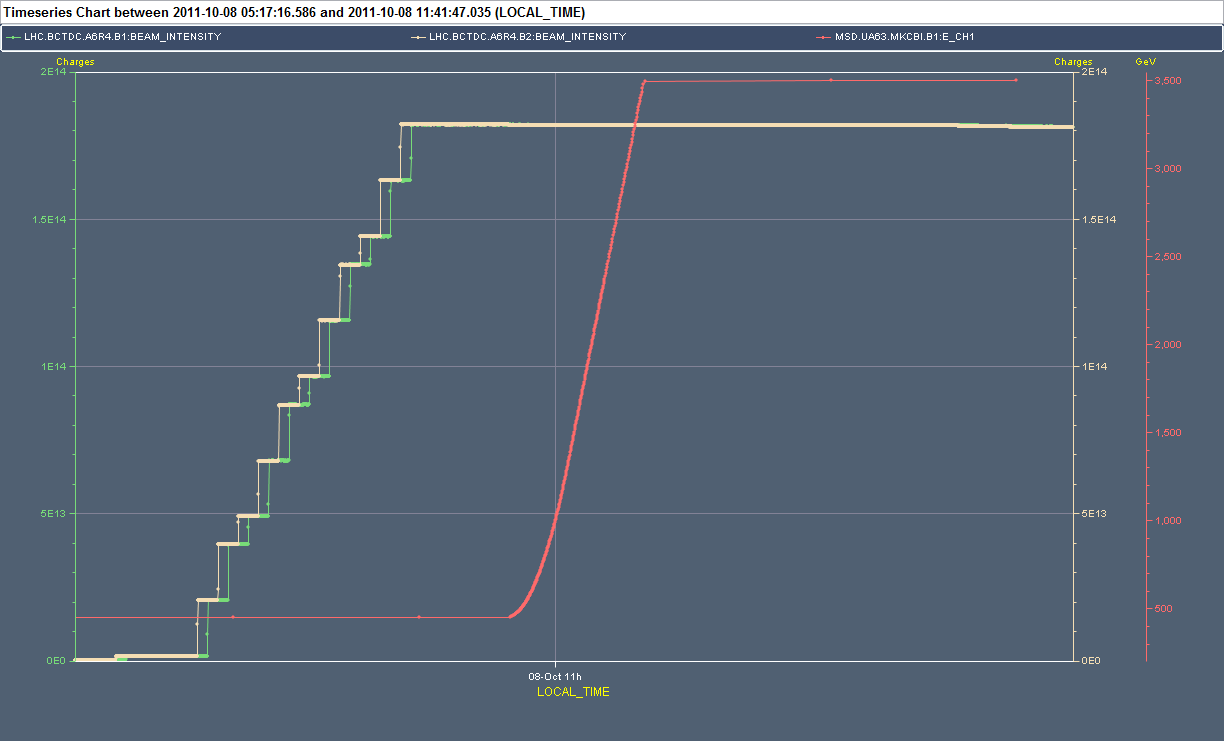 Timeseries Chart between 2011-10-08 05:17:16.586 and 2011-10-08 11:41:47.035 (LOCAL_TIME)
LHC.BCTDC.A6R4.B1:BEAM_INTENSITY LHC.BCTDC.A6R4.B2:BEAM_INTENSITY MSD.UA63.MKCBI.B1:E_CH1
Charges Charges GeV
2E14 2E14 3,500
3,000
1.5E14 1.5E14
2,500
2,000
1E14 1E14
1,500
5E13 5E13 1,000
500
0E0 0E0
08-Oct 11h
LOCAL_TIME